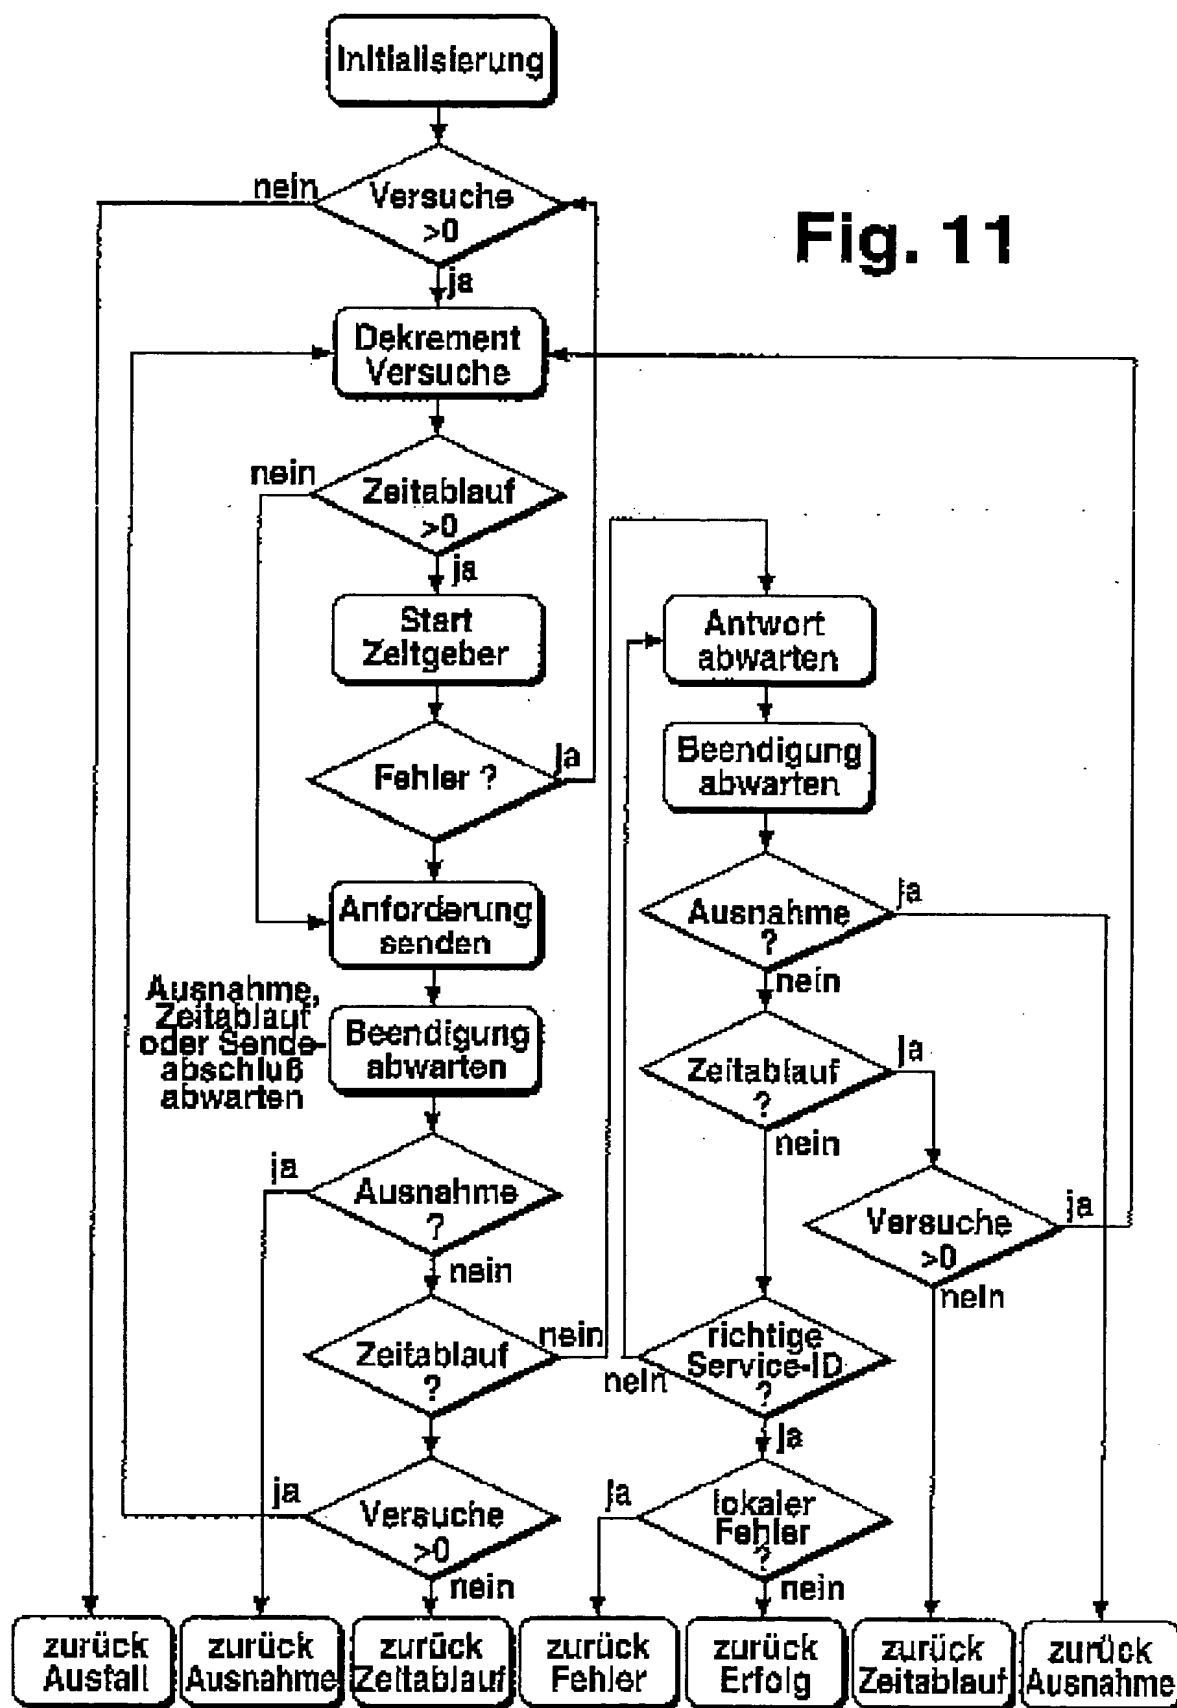 Initialisierung
nein
Versuche
>0
Fig. 11
ja
Dekrement
Versuche
nein
Zeitablauf
>0
ja
Start
Zeitgeber
Fehler ?
ja
Anforderung
senden
Ausnahme,
Zeitablauf
oder Sende-
abschluß
abwarten
Beendigung
abwarten
ja
Ausnahme
?
nein
Zeitablauf
?
nein
ja
Versuche
>0
nein
Antwort
abwarten
Beendigung
abwarten
Ausnahme
?
ja
nein
Zeitablauf
?
ja
nein
Versuche
>0
ja
nein
richtige
Service-ID
?
nein
ja
lokaler
Fehler
?
ja
nein
zurück
Ausfall
zurück
Ausnahme
zurück
Zeitablauf
zurück
Fehler
zurück
Erfolg
zurück
Zeitablauf
zurück
Ausnahme